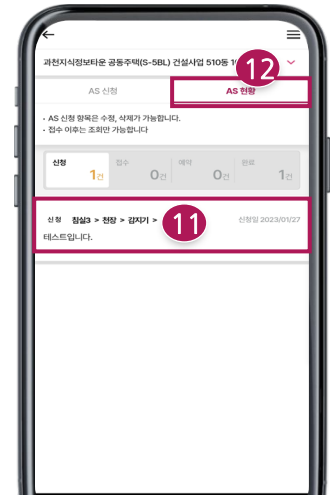 과천지식정보타운 공동주택(S-5BL) 건설사업 510동
12
AS 신청
AS 현황
• AS 신청 항목은 수정, 삭제가 가능합니다.
• 접수 이후는 조회만 가능합니다
신청 접수 예약 완료
1건 0건 0건 1건
신청 침실3 > 천장 > 감지기 >
11
신청일 2023/01/27
테스트입니다.